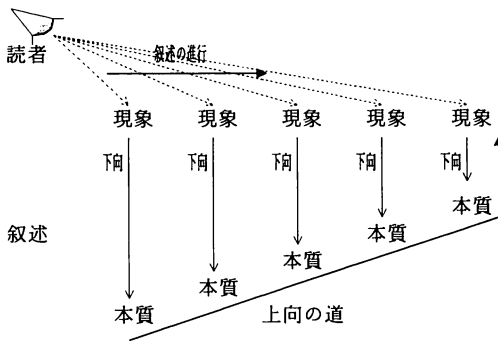 叙述の進行
読者
現象 現象 現象 現象 現象
下向 下向 下向 下向 下向
本質
叙述
本質
本質
本質
本質
上向の道